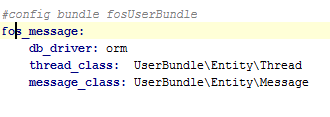 #config bundle fosUserBundle
fos_message:
    db_driver: orm
    thread_class:  UserBundle\Entity\Thread
    message_class: UserBundle\Entity\Message